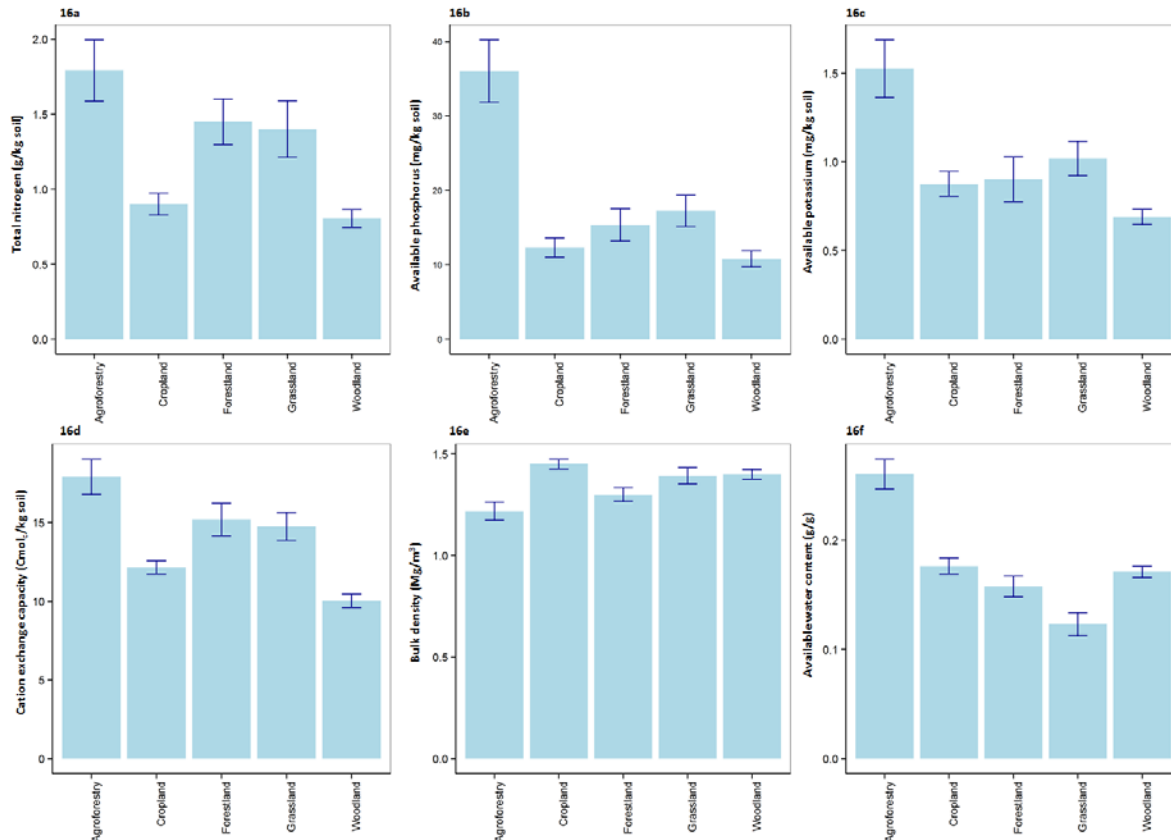 16a
Total nitrogen (g/kg soil)
2.0
1.5
1.0
0.5
0.0
Agroforestry
Cropland
Forestland
Grassland
Woodland
16b
Available phosphorus (mg/kg soil)
40
30
20
10
0
Agroforestry
Cropland
Forestland
Grassland
Woodland
16c
Available potassium (mg/kg soil)
1.5
1.0
0.5
0.0
Agroforestry
Cropland
Forestland
Grassland
Woodland
16d
Cation exchange capacity (Cmolc/kg soil)
15
10
5
0
Agroforestry
Cropland
Forestland
Grassland
Woodland
16e
Bulk density (Mg/m³)
1.5
1.0
0.5
0.0
Agroforestry
Cropland
Forestland
Grassland
Woodland
16f
Available water content (g/g)
0.2
0.1
0.0
Agroforestry
Cropland
Forestland
Grassland
Woodland